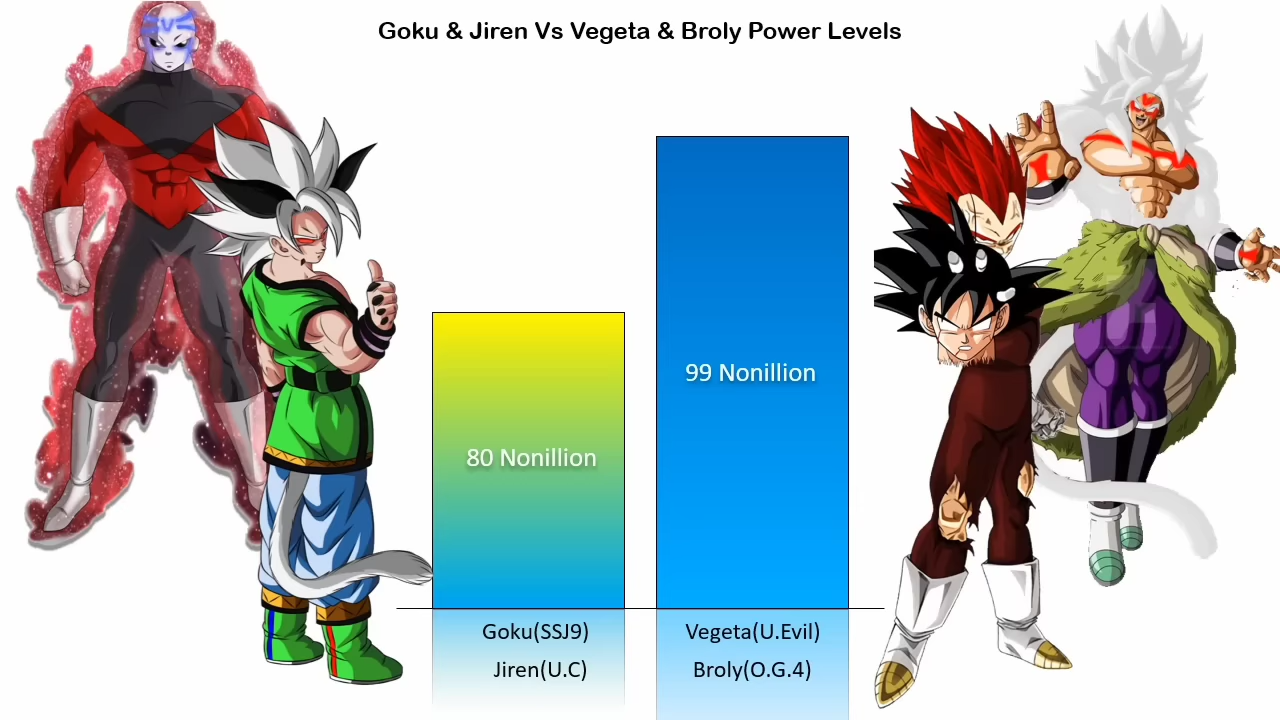 Goku & Jiren Vs Vegeta & Broly Power Levels
99 Nonillion
80 Nonillion
Goku(SSJ9)
Vegeta(U.Evil)
Jiren(U.C)
Broly(O.G.4)